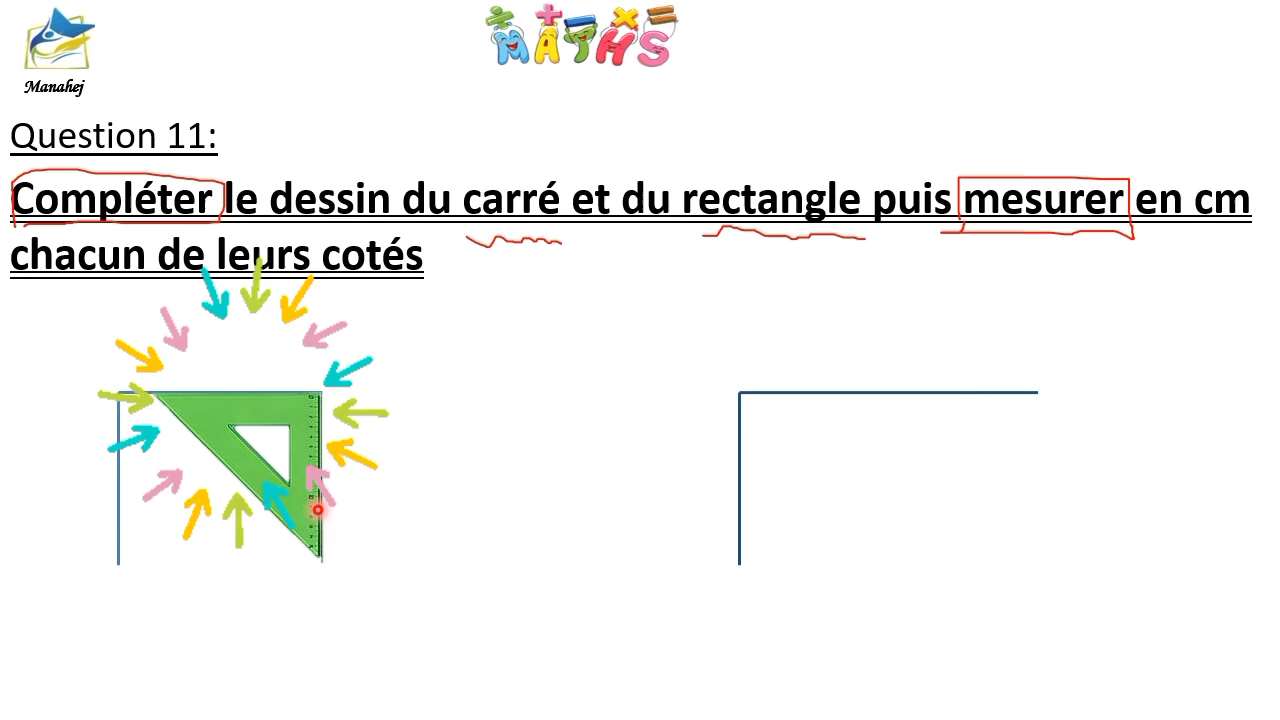 Manahej
MATHS
Question 11:
Compléter le dessin du carré et du rectangle puis mesurer en cm
chacun de leurs cotés